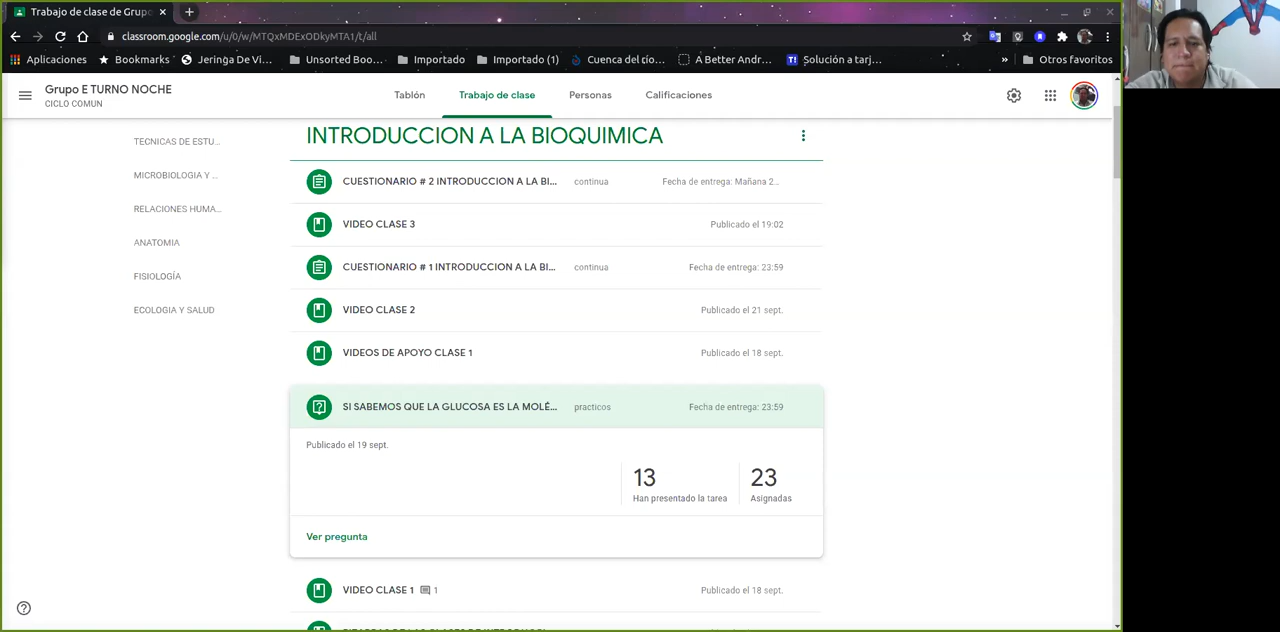 Trabajo de clase de Grupo
classroom.google.com/u/0/w/MTQxMDExODkyMTA1/t/all
Aplicaciones Bookmarks Jeringa De Vi... Unsorted Boo... Importado Importado (1) Cuenca del cío... A Better Andr... Solución a tarj... » Otros favoritos
Grupo E TURNO NOCHE
CICLO COMUN
Tablón Trabajo de clase Personas Calificaciones
TECNICAS DE ESTU...
MICROBIOLOGIA Y ...
RELACIONES HUMA...
ANATOMIA
FISIOLOGÍA
ECOLOGIA Y SALUD
INTRODUCCION A LA BIOQUIMICA
CUESTIONARIO # 2 INTRODUCCION A LA BI... continua Fecha de entrega: Mañana 2...
VIDEO CLASE 3 Publicado el 19:02
CUESTIONARIO # 1 INTRODUCCION A LA BI... continua Fecha de entrega: 23:59
VIDEO CLASE 2 Publicado el 21 sept.
VIDEOS DE APOYO CLASE 1 Publicado el 18 sept.
SI SABEMOS QUE LA GLUCOSA ES LA MOLÉ... practicos Fecha de entrega: 23:59
Publicado el 19 sept.
13 23
Han presentado la tarea Asignadas
Ver pregunta
VIDEO CLASE 1 1 Publicado el 18 sept.